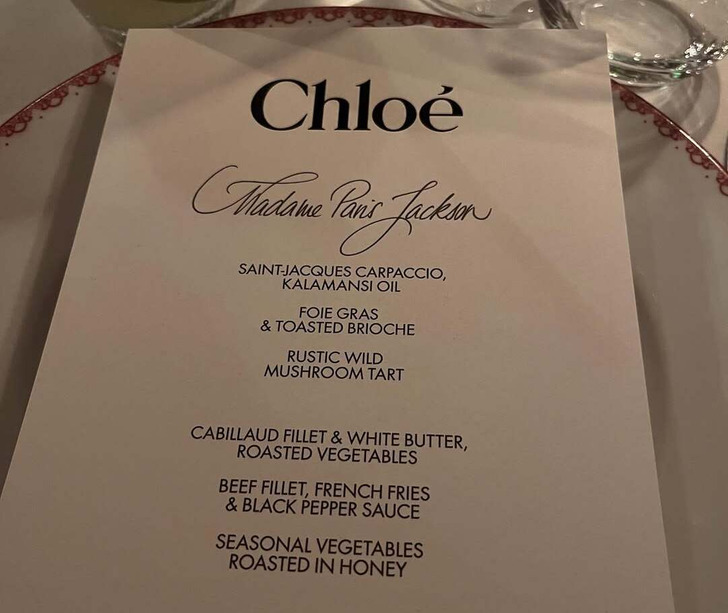 Chloé
Madame Paris Jackson
SAINT-JACQUES CARPACCIO,
KALAMANSI OIL
FOIE GRAS
& TOASTED BRIOCHE
RUSTIC WILD
MUSHROOM TART
CABILLAUD FILLET & WHITE BUTTER,
ROASTED VEGETABLES
BEEF FILLET, FRENCH FRIES
& BLACK PEPPER SAUCE
SEASONAL VEGETABLES
ROASTED IN HONEY